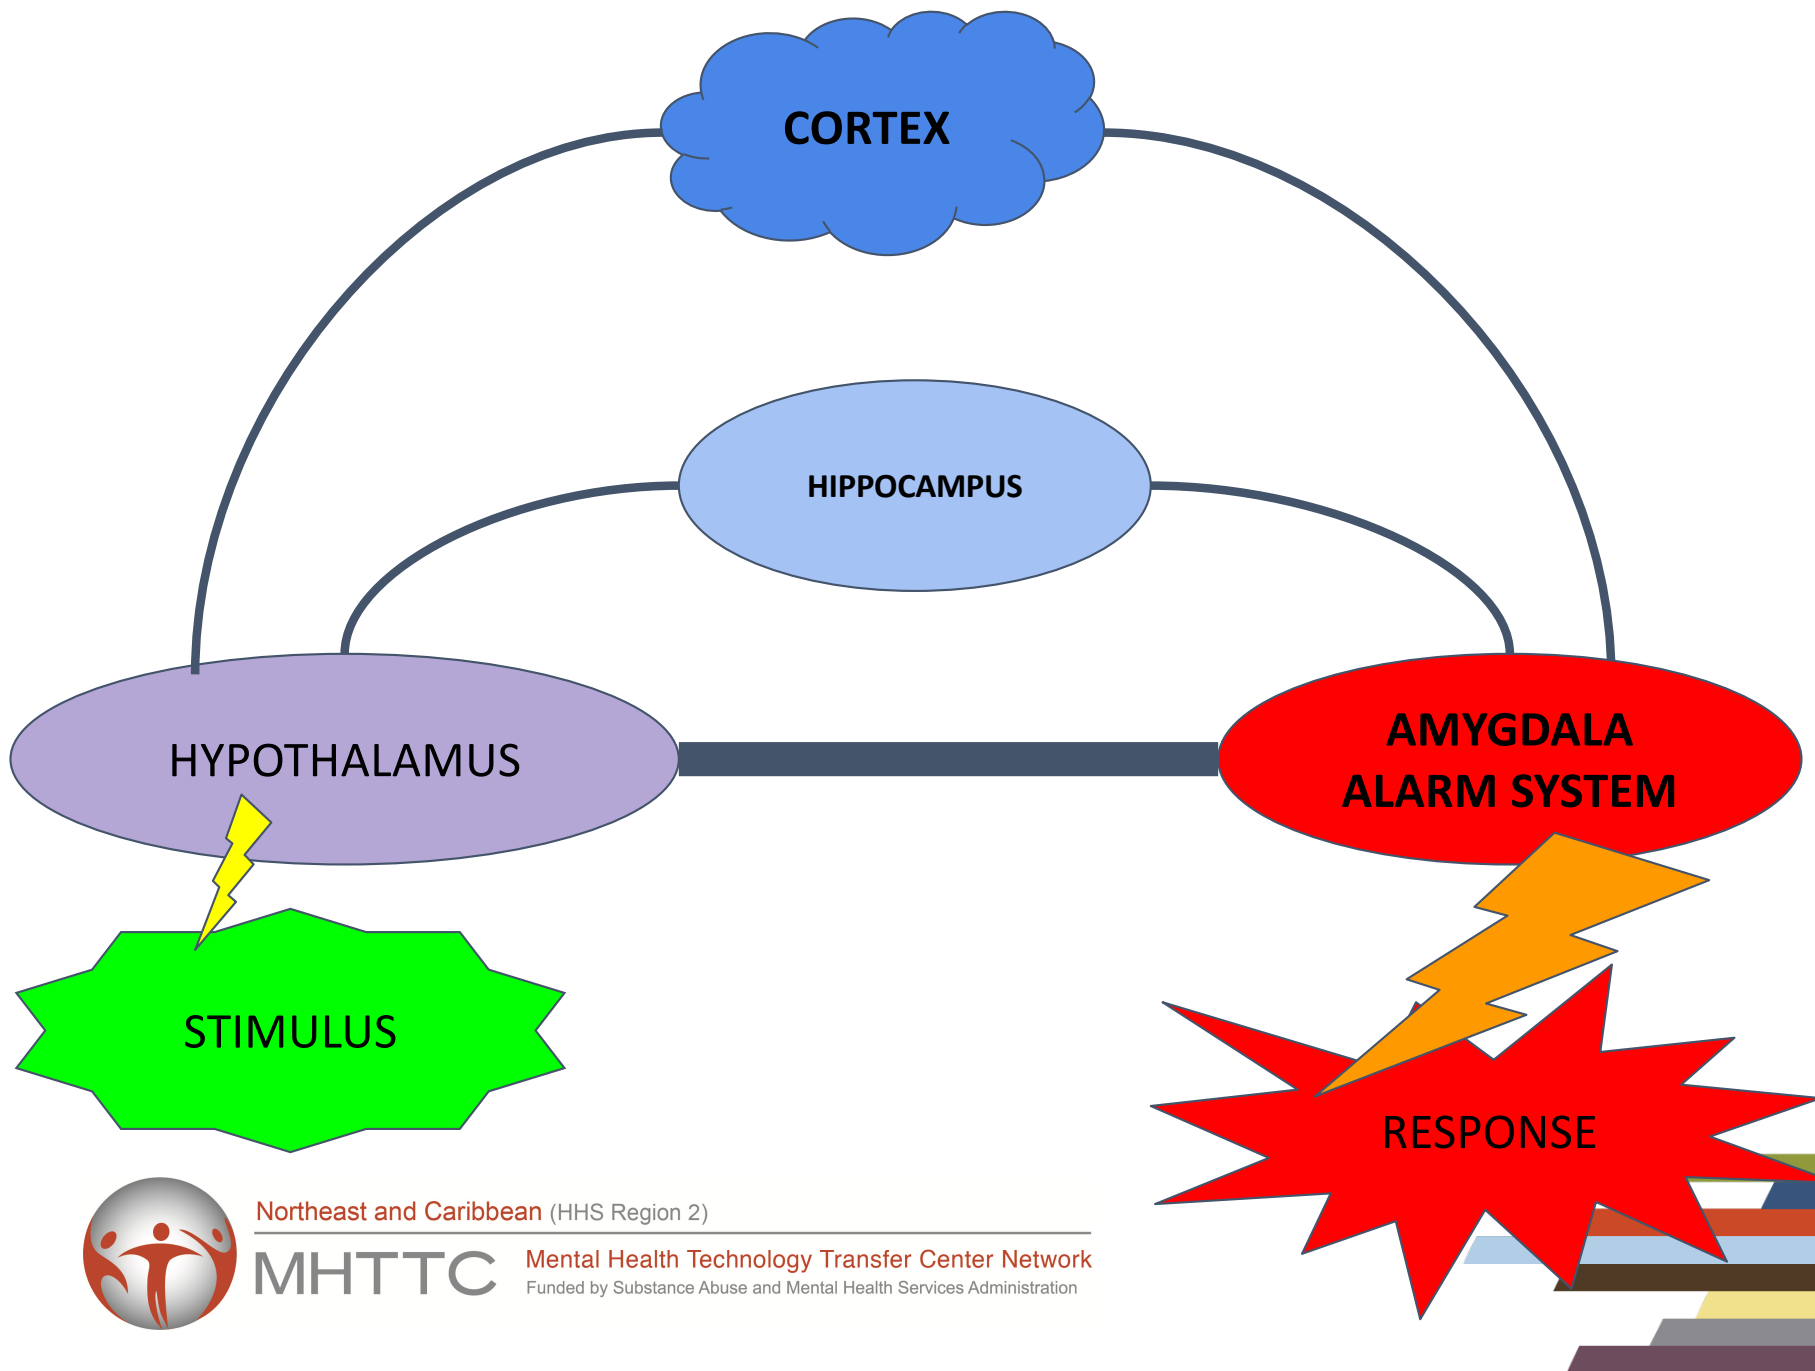 CORTEX
HIPPOCAMPUS
HYPOTHALAMUS
AMYGDALA
ALARM SYSTEM
STIMULUS
RESPONSE
Northeast and Caribbean (HHS Region 2)
MHTTC
Mental Health Technology Transfer Center Network
Funded by Substance Abuse and Mental Health Services Administration